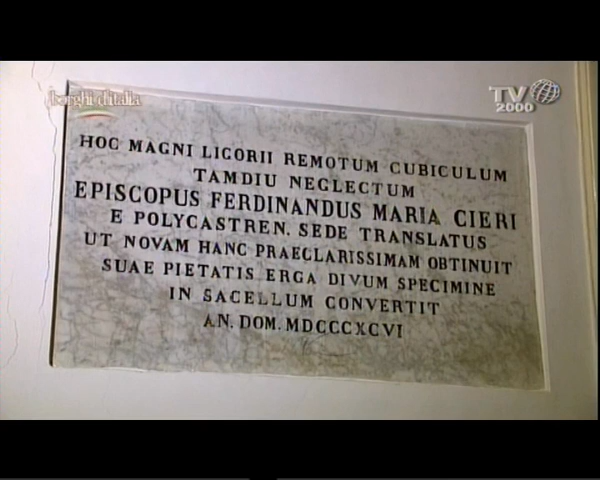 borghi d'italia
TV
2000
HOC MAGNI LIGORII REMOTUM CUBICULUM
TAMDIU NEGLECTUM
EPISCOPUS FERDINANDUS MARIA CIERI
E POLYCASTREN. SEDE TRANSLATUS
UT NOVAM HANC PRAECLARISSIMAM OBTINUIT
SUAE PIETATIS ERGA DIVUM SPECIMINE
IN SACELLUM CONVERTIT
AN. DOM. MDCCCXCVI